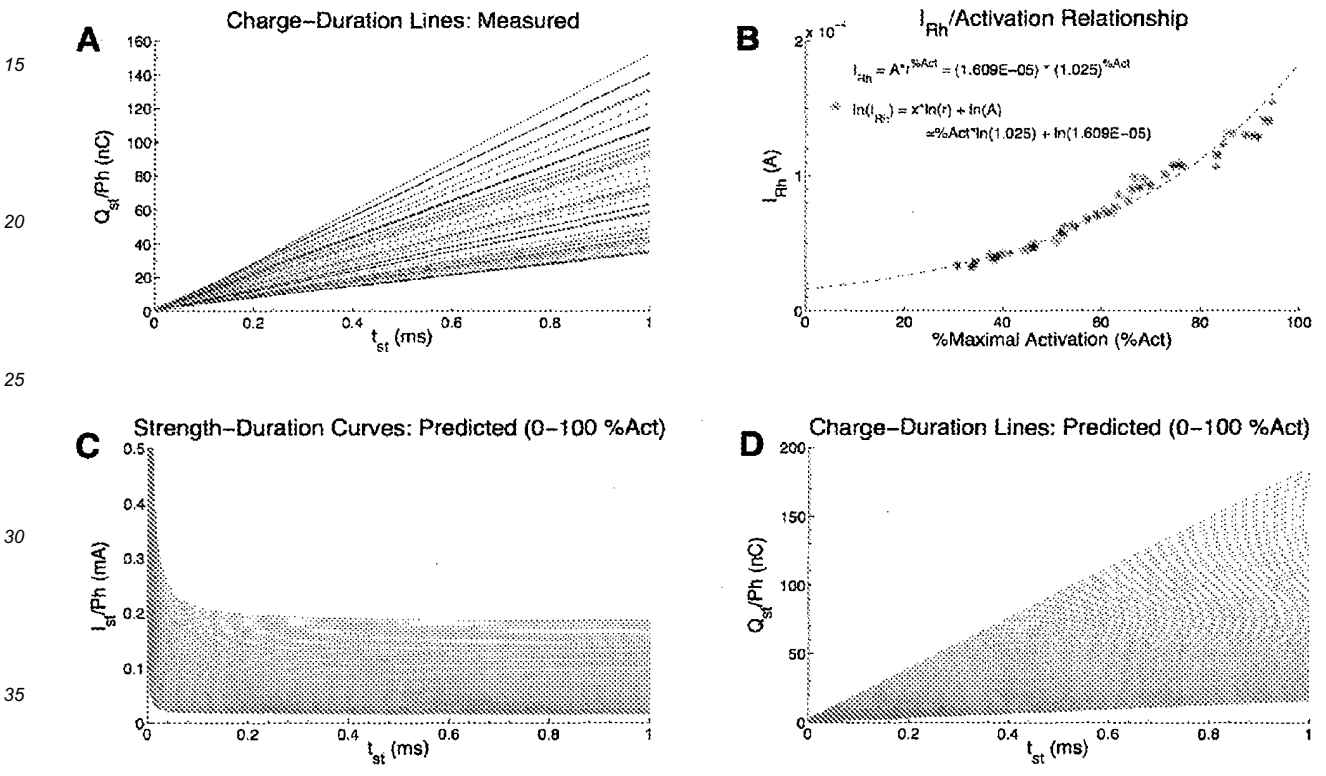 A
Charge–Duration Lines: Measured
160
140
120
100
80
60
40
20
0
Q_st/Ph (nC)
0 0.2 0.4 0.6 0.8 1
t_st (ms)
B
I_Rh/Activation Relationship
2 x 10
I_Rh = A*r^%Act = (1.609E–05) * (1.025)^%Act
* ln(I_Rh) = x*ln(r) + ln(A)
=%Act*ln(1.025) + ln(1.609E–05)
1
0
I_Rh (A)
0 20 40 60 80 100
%Maximal Activation (%Act)
15
20
25
C
Strength–Duration Curves: Predicted (0–100 %Act)
0.5
0.4
0.3
0.2
0.1
0
I_st/Ph (mA)
0 0.2 0.4 0.6 0.8 1
t_st (ms)
D
Charge–Duration Lines: Predicted (0–100 %Act)
200
150
100
50
0
Q_st/Ph (nC)
0 0.2 0.4 0.6 0.8 1
t_st (ms)
30
35